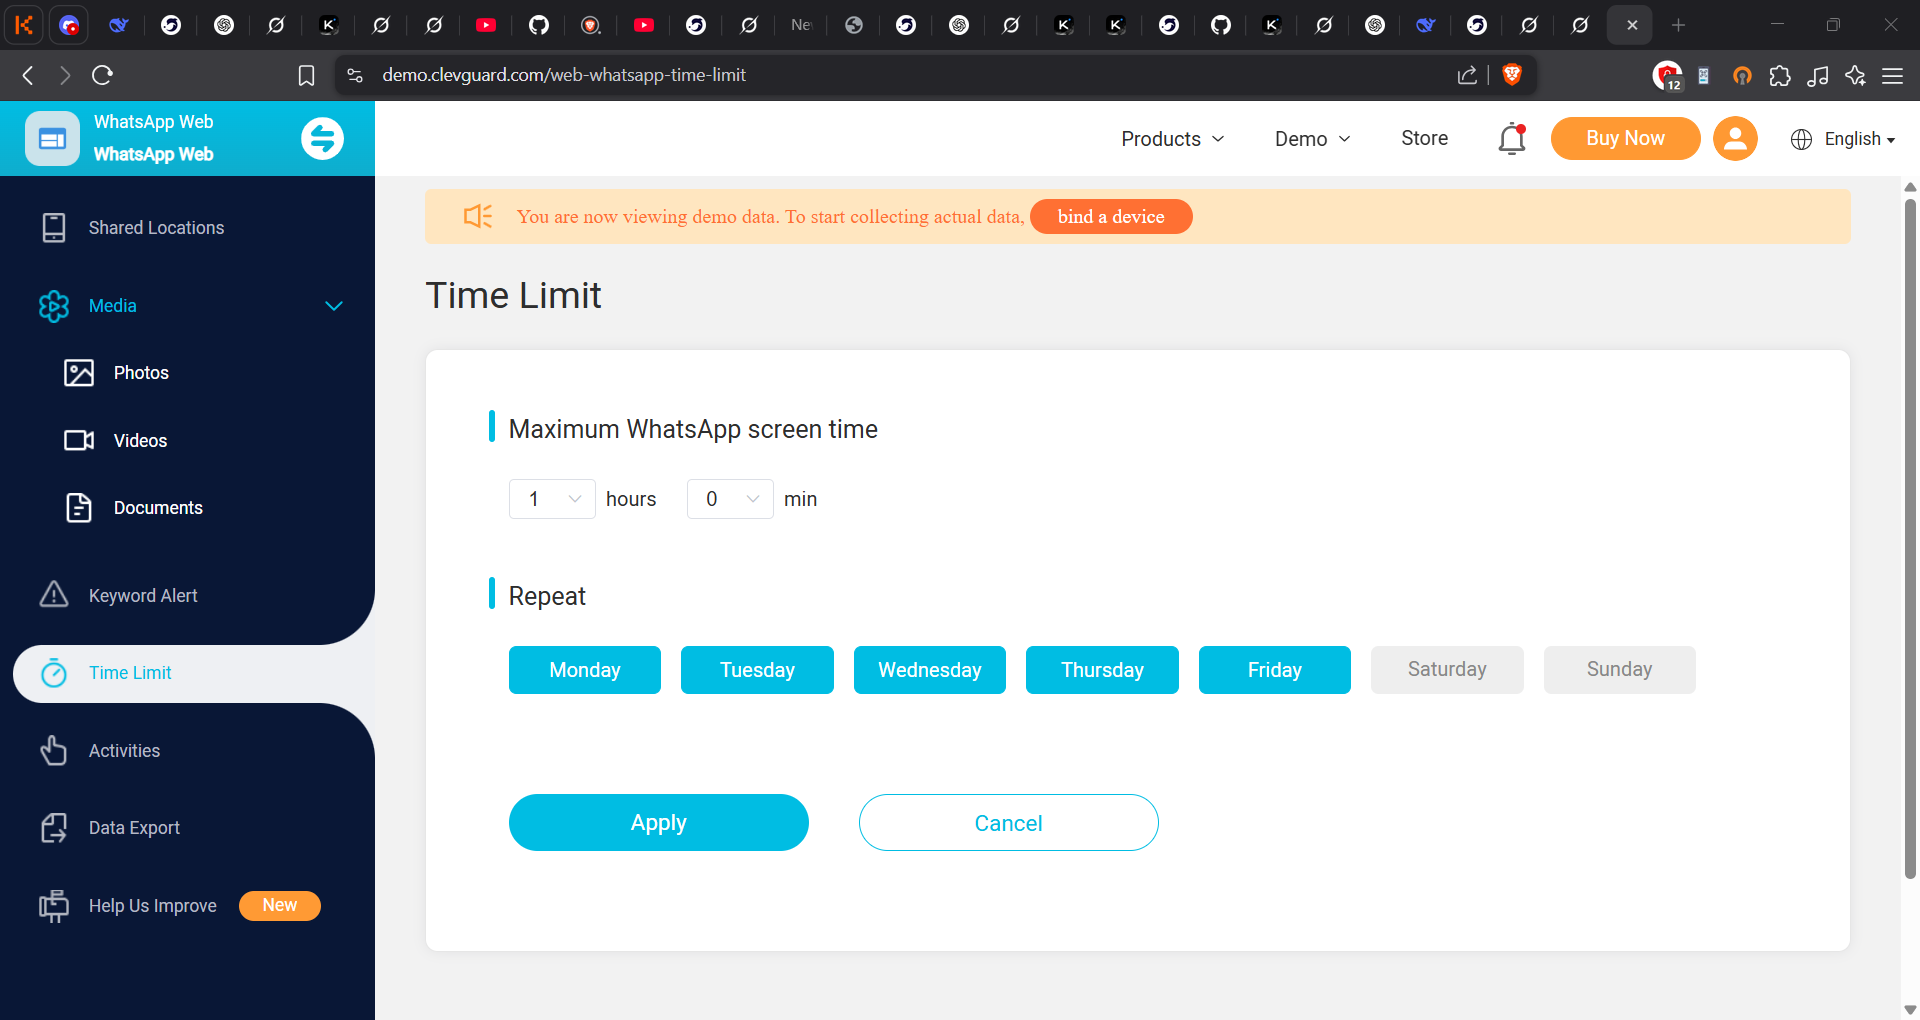 Ne
demo.clevguard.com/web-whatsapp-time-limit
12
WhatsApp Web
WhatsApp Web
Products
Demo
Store
Buy Now
English
You are now viewing demo data. To start collecting actual data,
bind a device
Shared Locations
Media
Photos
Videos
Documents
Keyword Alert
Time Limit
Activities
Data Export
Help Us Improve
New
Time Limit
Maximum WhatsApp screen time
1 hours 0 min
Repeat
Monday Tuesday Wednesday Thursday Friday Saturday Sunday
Apply Cancel